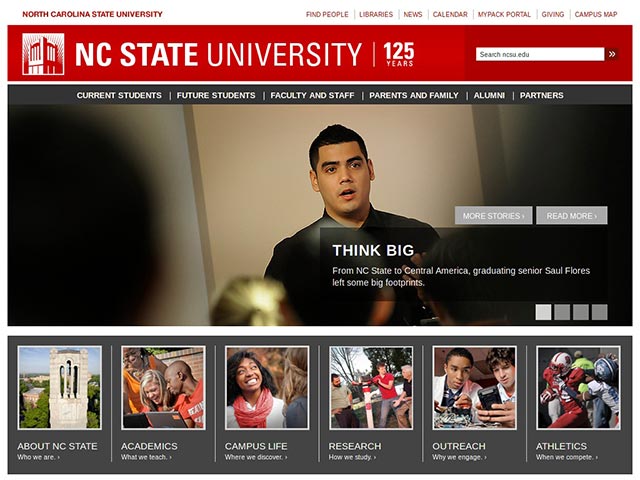 NORTH CAROLINA STATE UNIVERSITY
FIND PEOPLE | LIBRARIES | NEWS | CALENDAR | MYPACK PORTAL | GIVING | CAMPUS MAP
NC STATE UNIVERSITY | 125 YEARS
Search ncsu.edu »
CURRENT STUDENTS | FUTURE STUDENTS | FACULTY AND STAFF | PARENTS AND FAMILY | ALUMNI | PARTNERS
MORE STORIES › READ MORE ›
THINK BIG
From NC State to Central America, graduating senior Saul Flores
left some big footprints.
ABOUT NC STATE ACADEMICS CAMPUS LIFE RESEARCH OUTREACH ATHLETICS
Who we are. › What we teach. › Where we discover. › How we study. › Why we engage. › When we compete. ›